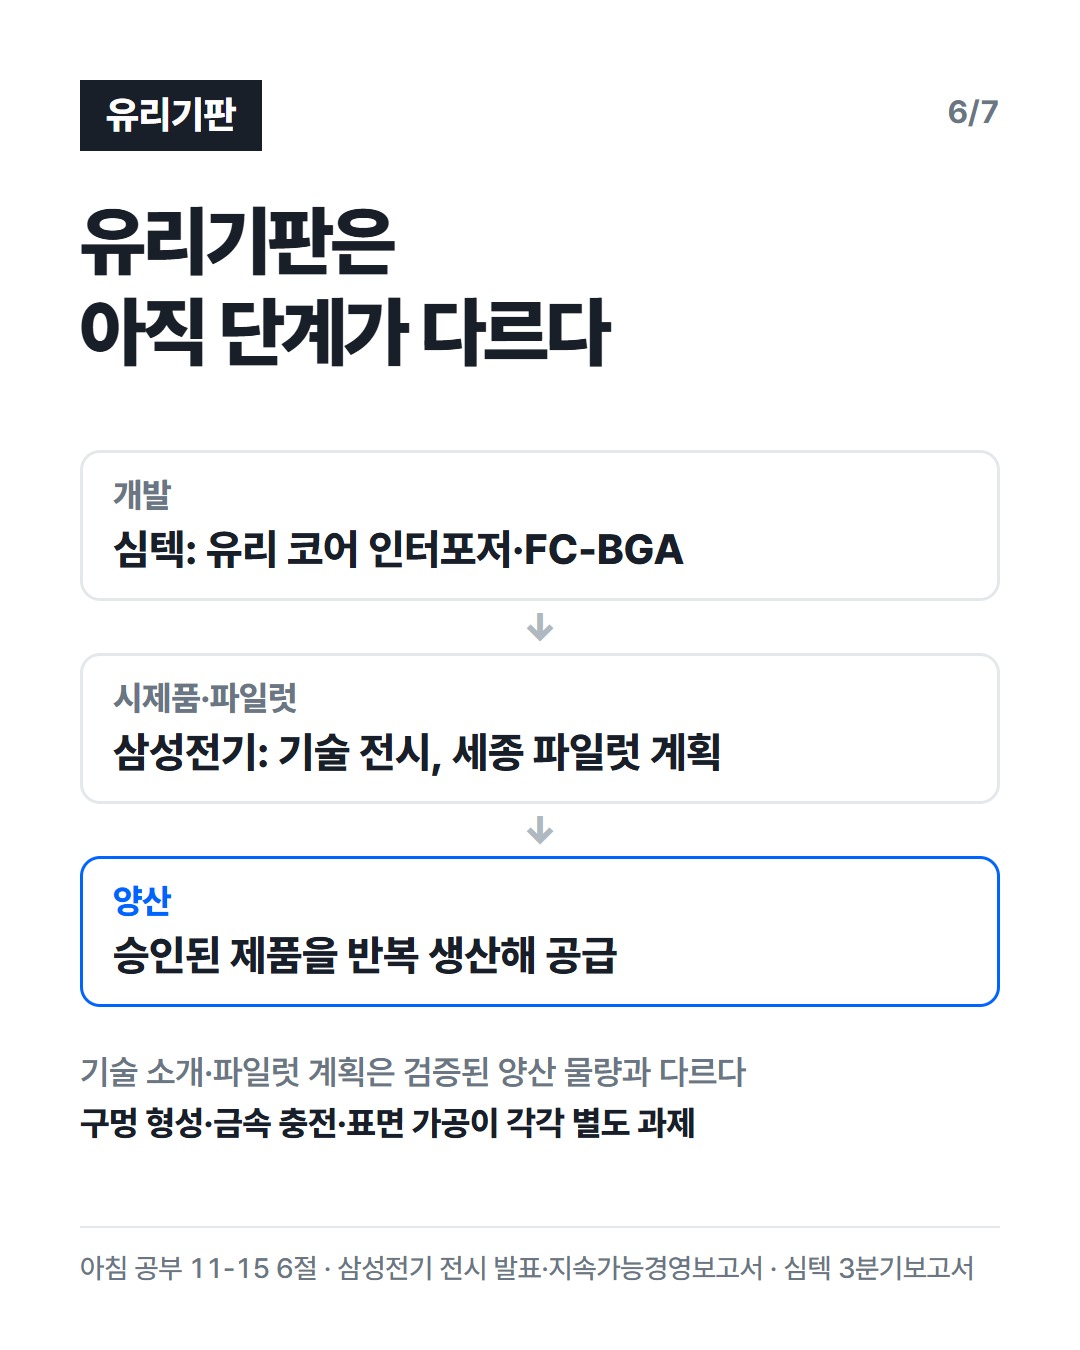 유리기판
6/7
유리기판은
아직 단계가 다르다
개발
심텍: 유리 코어 인터포저·FC-BGA
↓
시제품·파일럿
삼성전기: 기술 전시, 세종 파일럿 계획
↓
양산
승인된 제품을 반복 생산해 공급
기술 소개·파일럿 계획은 검증된 양산 물량과 다르다
구멍 형성·금속 충전·표면 가공이 각각 별도 과제
아침 공부 11-15 6절 · 삼성전기 전시 발표·지속가능경영보고서 · 심텍 3분기보고서